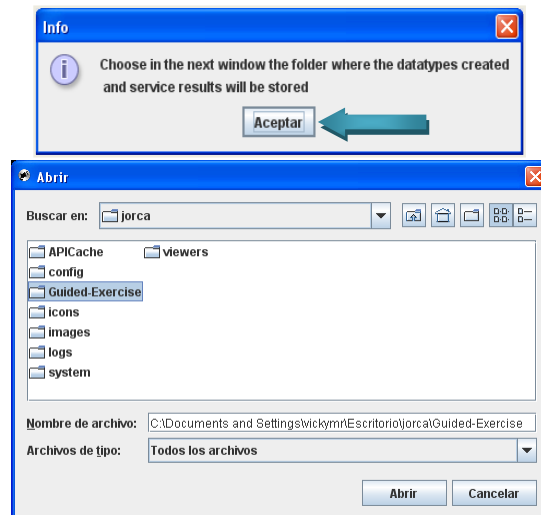 Info
Choose in the next window the folder where the datatypes created
and service results will be stored
Aceptar
Abrir
Buscar en: jorca
APICache viewers
config
Guided-Exercise
icons
images
logs
system
Nombre de archivo: C:\Documents and Settings\vickymr\Escritorio\jorca\Guided-Exercise
Archivos de tipo: Todos los archivos
Abrir Cancelar